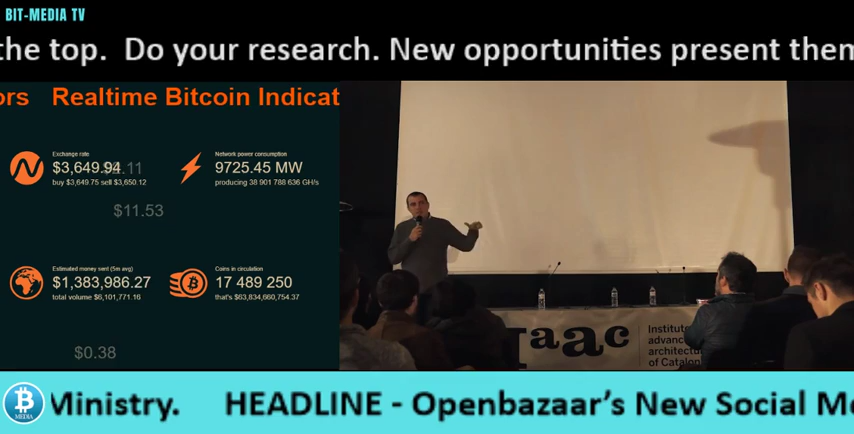 BIT-MEDIA TV
the top. Do your research. New opportunities present them
ors Realtime Bitcoin Indicat
Exchange rate
$3,649.94
buy $3,649.75 sell $3,650.12
Network power consumption
9725.45 MW
producing 38 901 788 636 GH/s
$11.53
Estimated money sent (5m avg)
$1,383,986.27
total volume $6,101,771.16
Coins in circulation
17 489 250
that's $63,834,660,754.37
$0.38
Iaac
Institute
advanc
architectu
of Catalon
B
MEDIA
Ministry. HEADLINE - Openbazaar's New Social Me